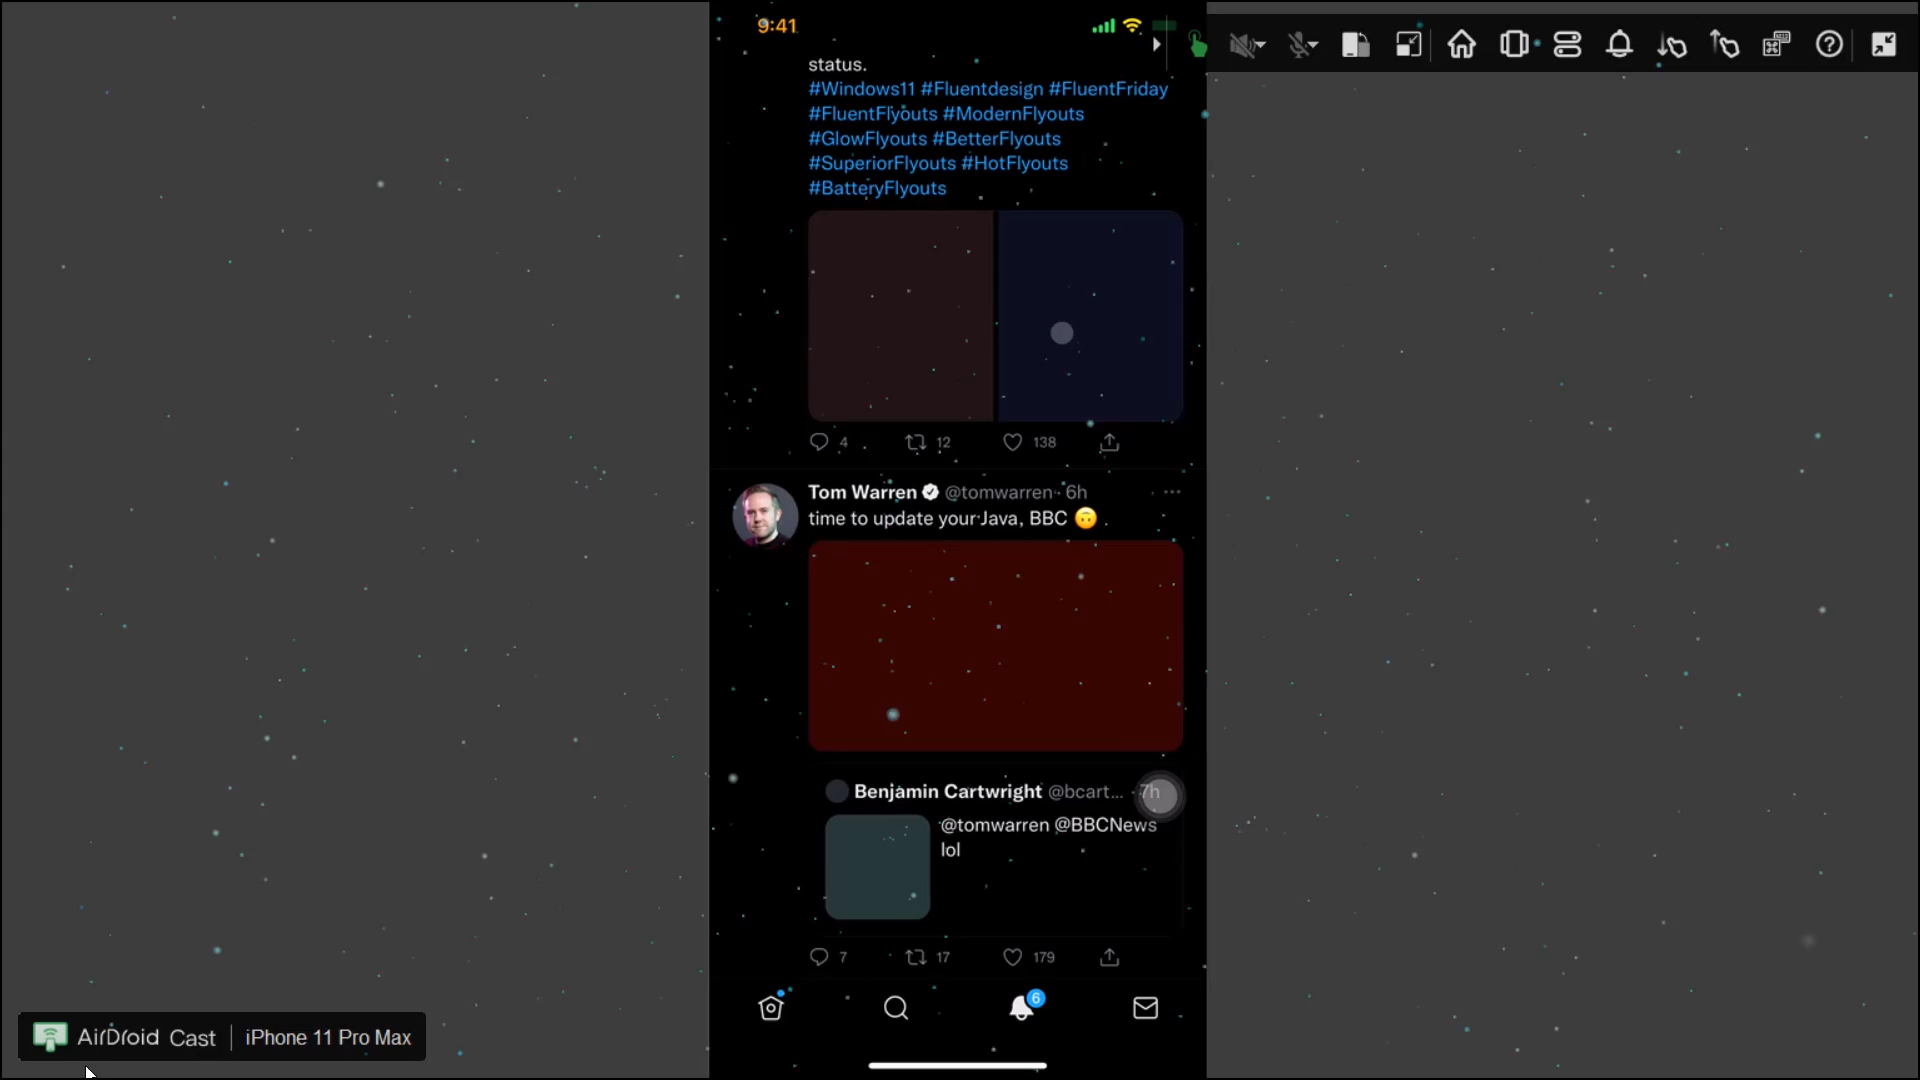 9:41
status.
#Windows11 #Fluentdesign #FluentFriday
#FluentFlyouts #ModernFlyouts
#GlowFlyouts #BetterFlyouts
#SuperiorFlyouts #HotFlyouts
#BatteryFlyouts
4 12 138
Tom Warren @tomwarren · 6h
time to update your Java, BBC 🙃
Benjamin Cartwright @bcart... · 7h
@tomwarren @BBCNews
lol
7 17 179
6
AirDroid Cast | iPhone 11 Pro Max